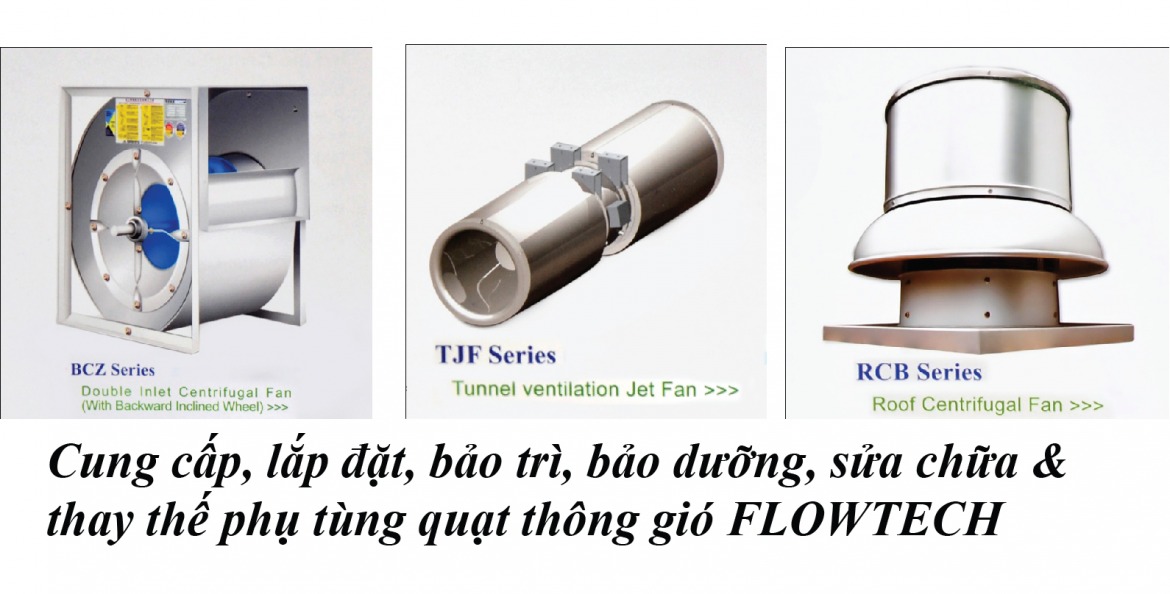 BCZ Series
Double Inlet Centrifugal Fan
(With Backward Inclined Wheel) >>>
TJF Series
Tunnel ventilation Jet Fan >>>
RCB Series
Roof Centrifugal Fan >>>
Cung cấp, lắp đặt, bảo trì, bảo dưỡng, sửa chữa &
thay thế phụ tùng quạt thông gió FLOWTECH